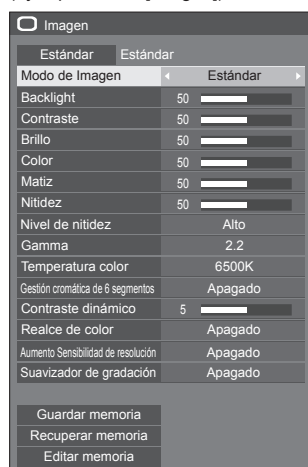 Imagen
Estándar Estándar
Modo de Imagen Estándar
Backlight 50
Contraste 50
Brillo 50
Color 50
Matiz 50
Nitidez 50
Nivel de nitidez Alto
Gamma 2.2
Temperatura color 6500K
Gestión cromática de 6 segmentos Apagado
Contraste dinámico 5
Realce de color Apagado
Aumento Sensibilidad de resolución Apagado
Suavizador de gradación Apagado
Guardar memoria
Recuperar memoria
Editar memoria